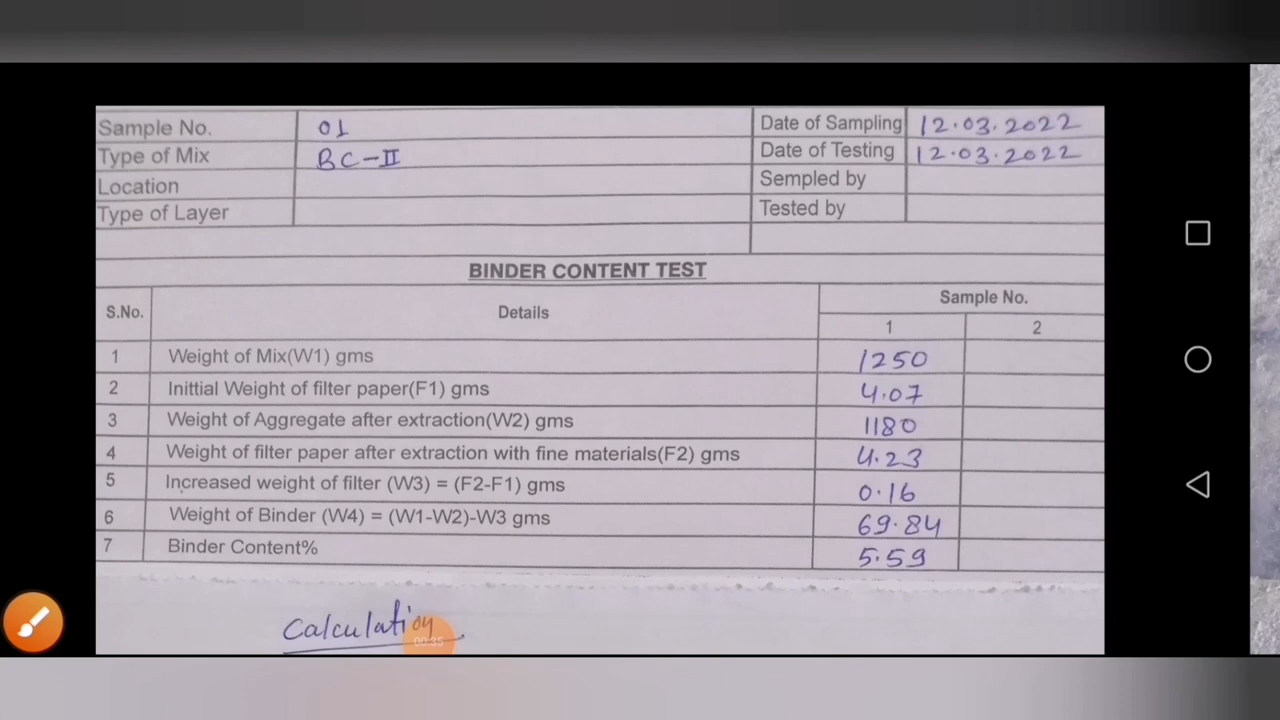 Sample No. 01 Date of Sampling 12.03.2022
Type of Mix BC-II Date of Testing 12.03.2022
Location Sempled by
Type of Layer Tested by
BINDER CONTENT TEST
S.No. Details Sample No.
1 2
1 Weight of Mix(W1) gms 1250
2 Inittial Weight of filter paper(F1) gms 4.07
3 Weight of Aggregate after extraction(W2) gms 1180
4 Weight of filter paper after extraction with fine materials(F2) gms 4.23
5 Increased weight of filter (W3) = (F2-F1) gms 0.16
6 Weight of Binder (W4) = (W1-W2)-W3 gms 69.84
7 Binder Content% 5.59
Calculation
00:35